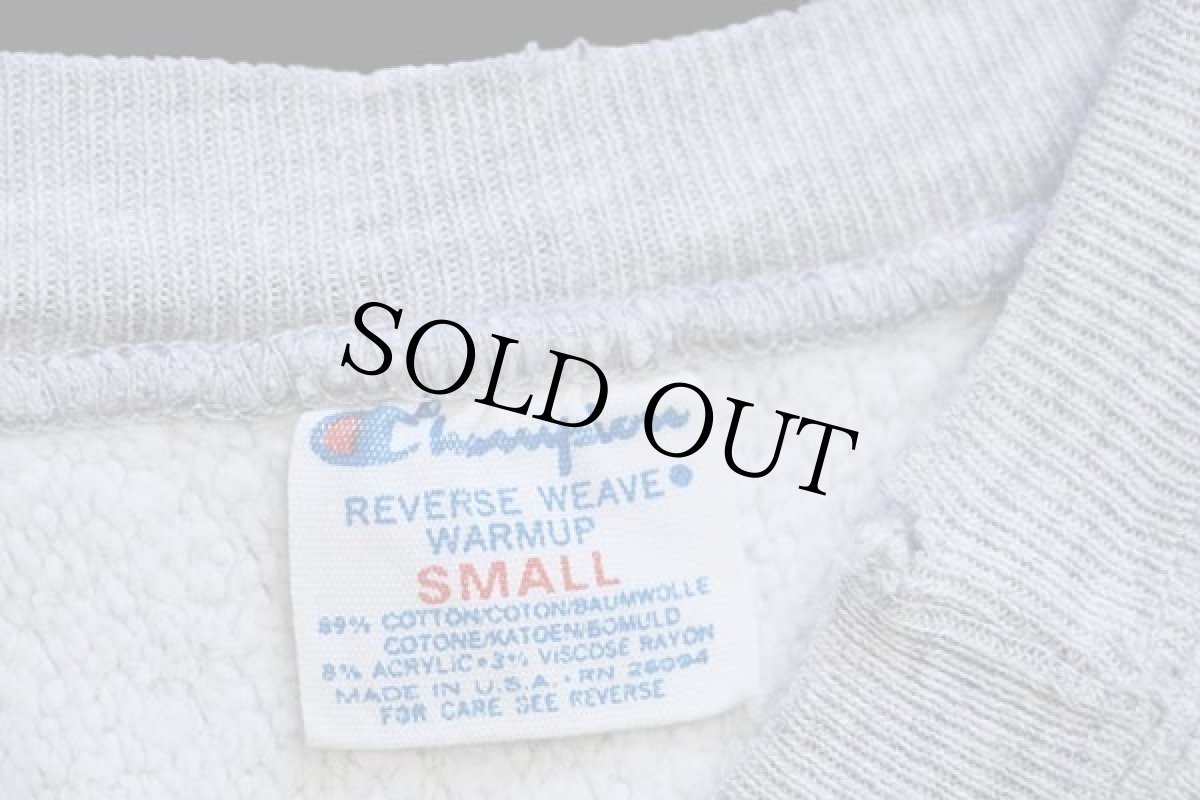 SOLD OUT
Champion
REVERSE WEAVE
WARMUP
SMALL
89% COTTON/COTON/BAUMWOLLE
COTONE/KATOEN/BOMULD
8% ACRYLIC•3% VISCOSE RAYON
MADE IN U.S.A.•RN 26094
FOR CARE SEE REVERSE